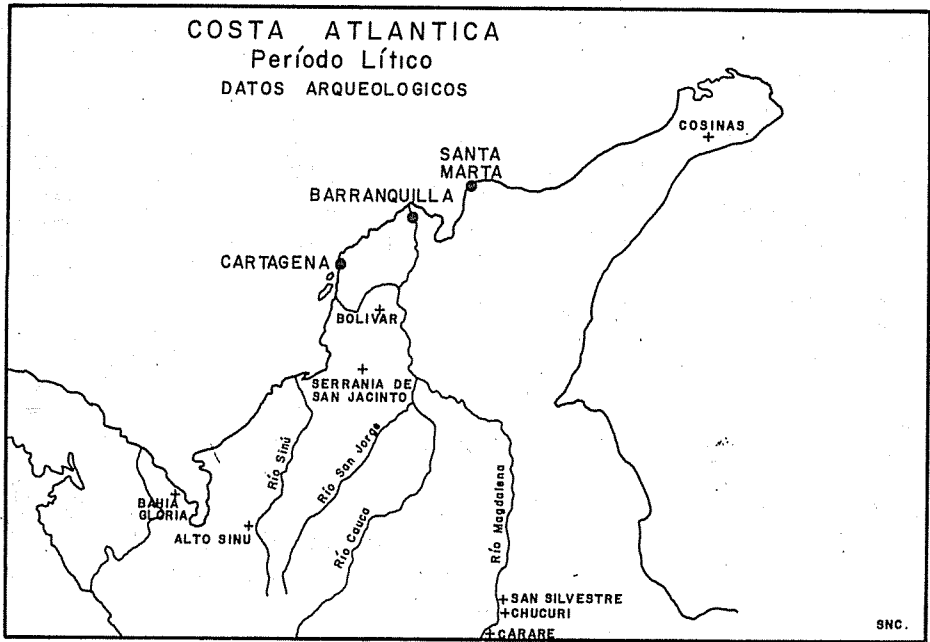 COSTA ATLANTICA
Período Lítico
DATOS ARQUEOLOGICOS
COSINAS
SANTA
MARTA
BARRANQUILLA
CARTAGENA
BOLIVAR
SERRANIA DE
SAN JACINTO
Río Sinú
Río San Jorge
Río Cauca
Río Magdalena
BAHIA
GLORIA
ALTO SINU
SAN SILVESTRE
CHUCURI
CARARE
SNC.